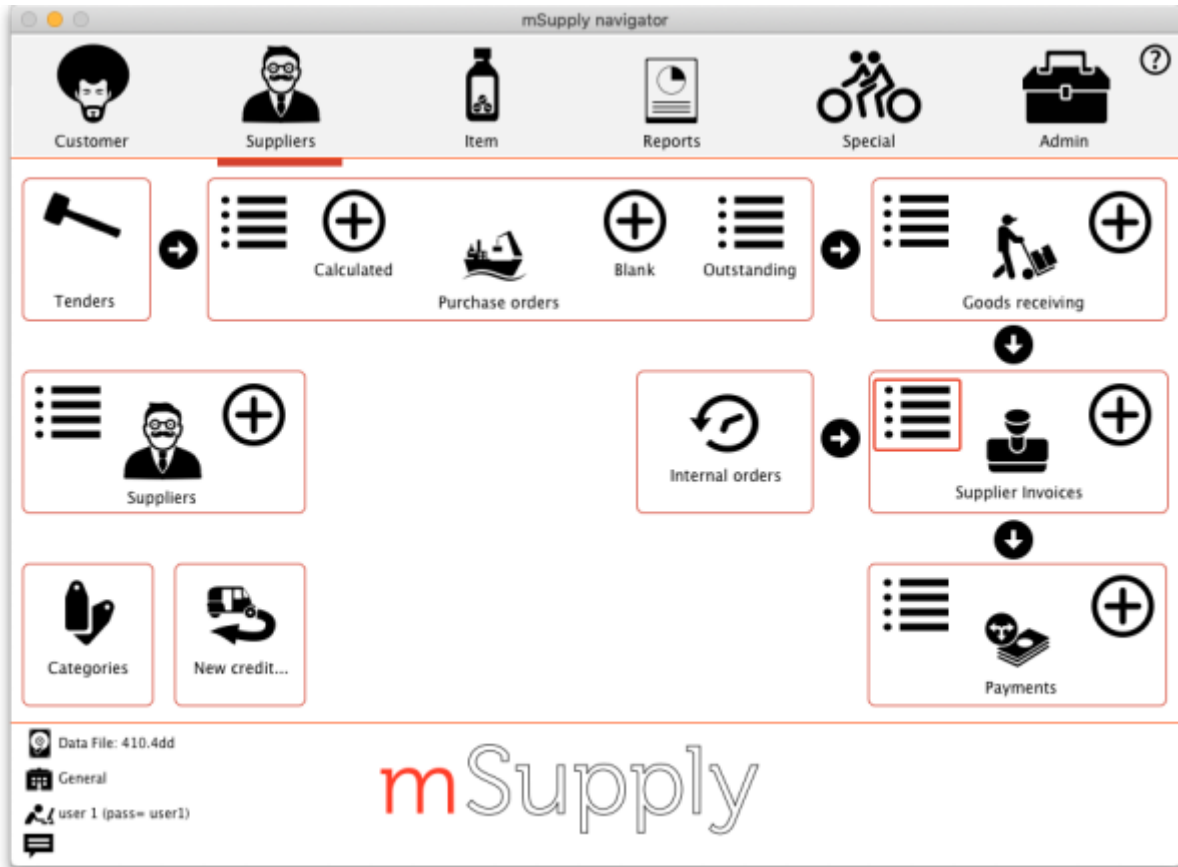 mSupply navigator
?
Customer
Suppliers
Item
Reports
Special
Admin
Calculated
Blank
Outstanding
Tenders
Purchase orders
Goods receiving
Internal orders
Suppliers
Supplier Invoices
Categories
New credit...
Payments
Data File: 410.4dd
General
user 1 (pass= user1)
mSupply